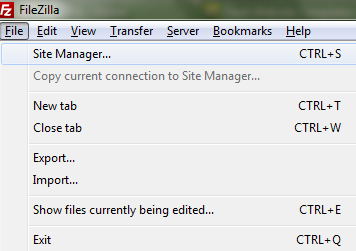 FileZilla
File Edit View Transfer Server Bookmarks Help
Site Manager... CTRL+S
Copy current connection to Site Manager...
New tab CTRL+T
Close tab CTRL+W
Export...
Import...
Show files currently being edited... CTRL+E
Exit CTRL+Q